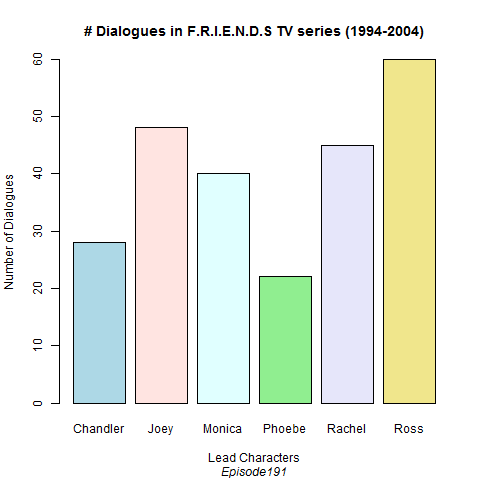 # Dialogues in F.R.I.E.N.D.S TV series (1994-2004)
60
50
40
30
20
10
0
Number of Dialogues
Chandler Joey Monica Phoebe Rachel Ross
Lead Characters
Episode191